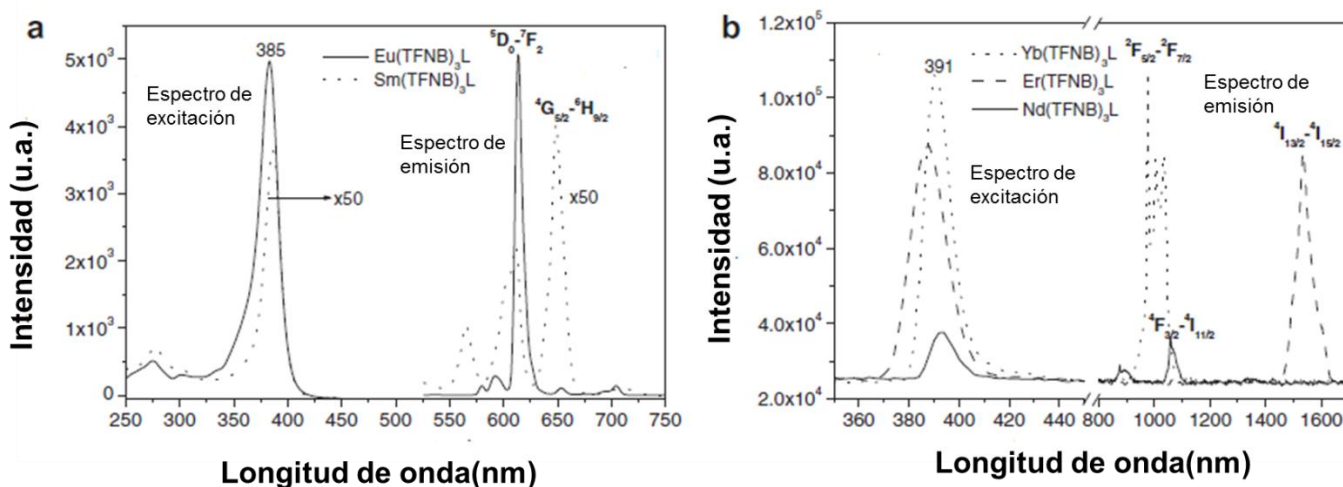 a
385
Espectro de
excitación
Eu(TFNB)₃L
Sm(TFNB)₃L
⁵D₀-⁷F₂
⁴G₅/₂-⁶H₉/₂
Espectro de
emisión
x50
x50
Intensidad (u.a.)
5x10³
4x10³
3x10³
2x10³
1x10³
0
250 300 350 400 450 500 550 600 650 700 750
Longitud de onda(nm)
b
391
Yb(TFNB)₃L
Er(TFNB)₃L
Nd(TFNB)₃L
²F₅/₂-²F₇/₂
Espectro de
emisión
⁴I₁₃/₂-⁴I₁₅/₂
Espectro de
excitación
⁴F₃/₂-⁴I₁₁/₂
Intensidad (u.a.)
1.2x10⁵
1.0x10⁵
8.0x10⁴
6.0x10⁴
4.0x10⁴
2.0x10⁴
360 380 400 420 440 800 1000 1200 1400 1600
Longitud de onda(nm)